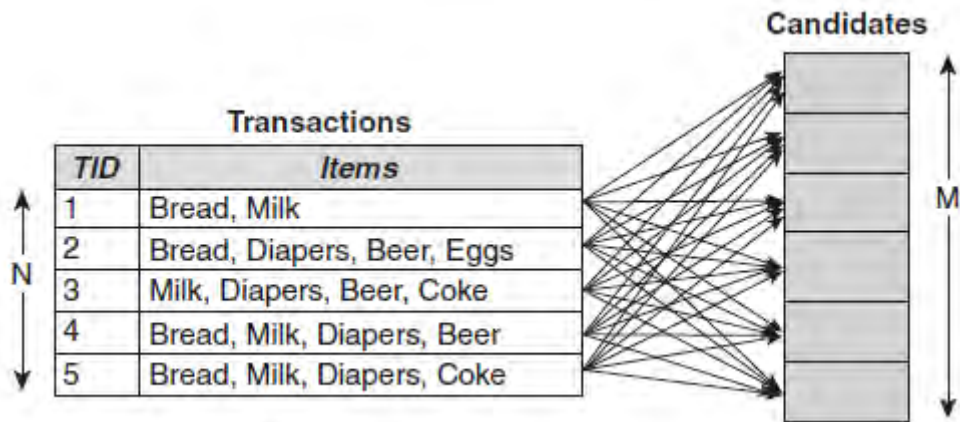 Candidates
Transactions
TID Items
1 Bread, Milk
2 Bread, Diapers, Beer, Eggs
3 Milk, Diapers, Beer, Coke
4 Bread, Milk, Diapers, Beer
5 Bread, Milk, Diapers, Coke
N
M